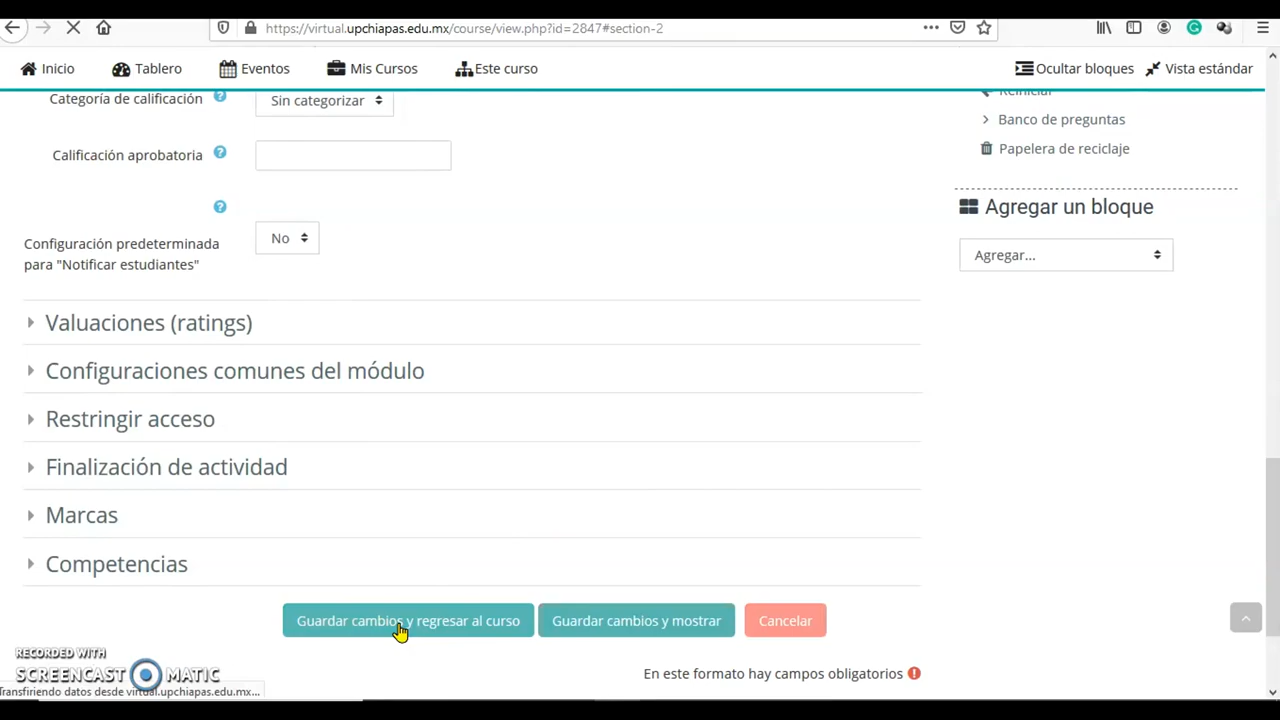 https://virtual.upchiapas.edu.mx/course/view.php?id=2847#section-2
Inicio Tablero Eventos Mis Cursos Este curso Ocultar bloques Vista estándar
Categoría de calificación ? Sin categorizar
Calificación aprobatoria ?
?
Configuración predeterminada
para "Notificar estudiantes"
No
Valuaciones (ratings)
Configuraciones comunes del módulo
Restringir acceso
Finalización de actividad
Marcas
Competencias
Guardar cambios y regresar al curso Guardar cambios y mostrar Cancelar
En este formato hay campos obligatorios
Reiniciar
Banco de preguntas
Papelera de reciclaje
Agregar un bloque
Agregar...
RECORDED WITH
SCREENCAST MATIC
Transfiriendo datos desde virtual.upchiapas.edu.mx...